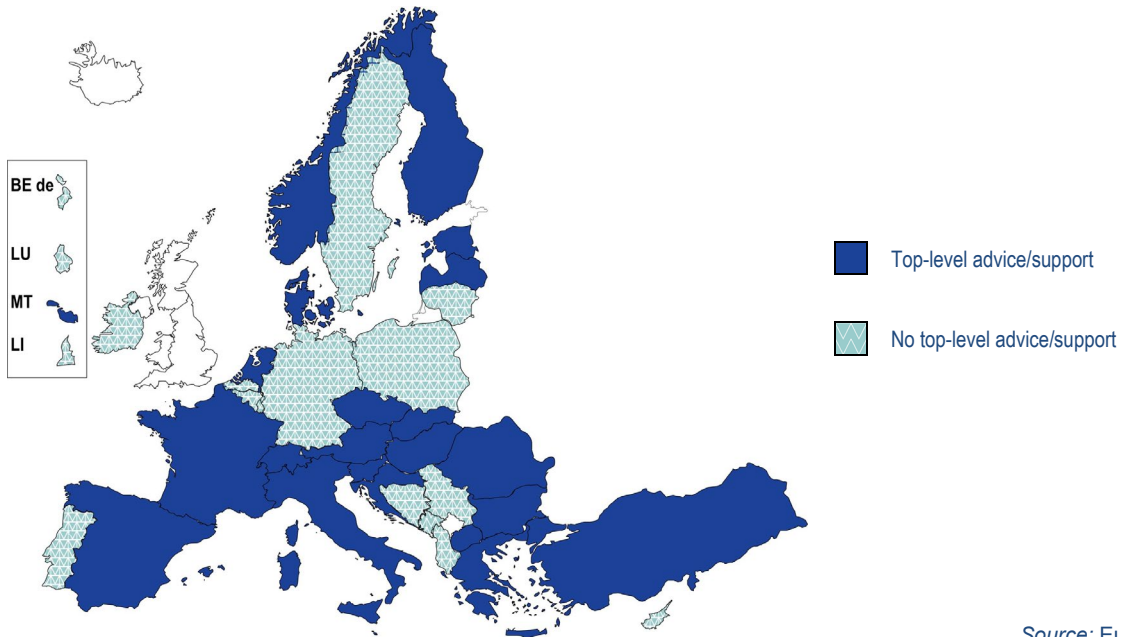 BE de
LU
MT
LI
Top-level advice/support
No top-level advice/support
Source: